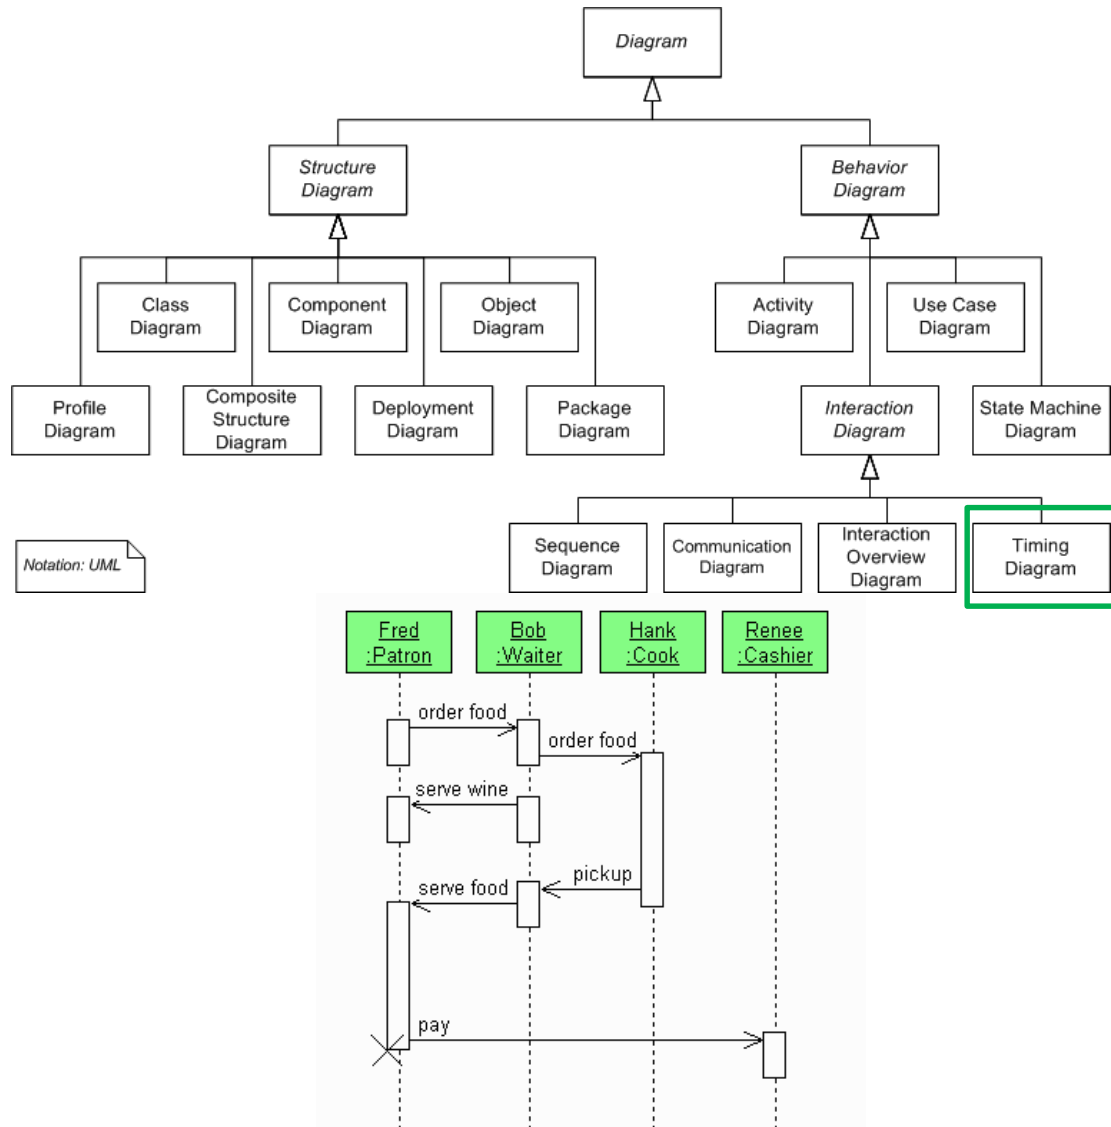 Diagram
Structure
Diagram
Behavior
Diagram
Class
Diagram
Component
Diagram
Object
Diagram
Activity
Diagram
Use Case
Diagram
Profile
Diagram
Composite
Structure
Diagram
Deployment
Diagram
Package
Diagram
Interaction
Diagram
State Machine
Diagram
Sequence
Diagram
Communication
Diagram
Interaction
Overview
Diagram
Timing
Diagram
Notation: UML
Fred
:Patron
Bob
:Waiter
Hank
:Cook
Renee
:Cashier
order food
order food
serve wine
pickup
serve food
pay